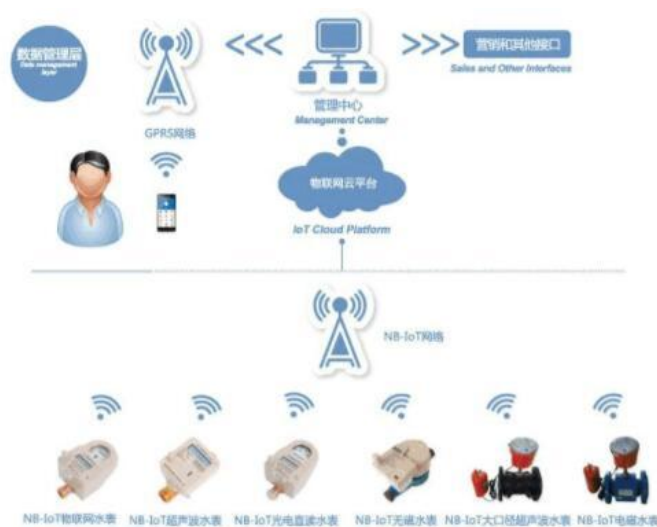 数据管理层
Data management
layer
营销和其他接口
Sales and Other Interfaces
管理中心
Management Center
GPRS网络
物联网云平台
IoT Cloud Platform
NB-IoT网络
NB-IoT物联网水表
NB-IoT超声波水表
NB-IoT光电直读水表
NB-IoT无磁水表
NB-IoT大口径超声波水表
NB-IoT电磁水表